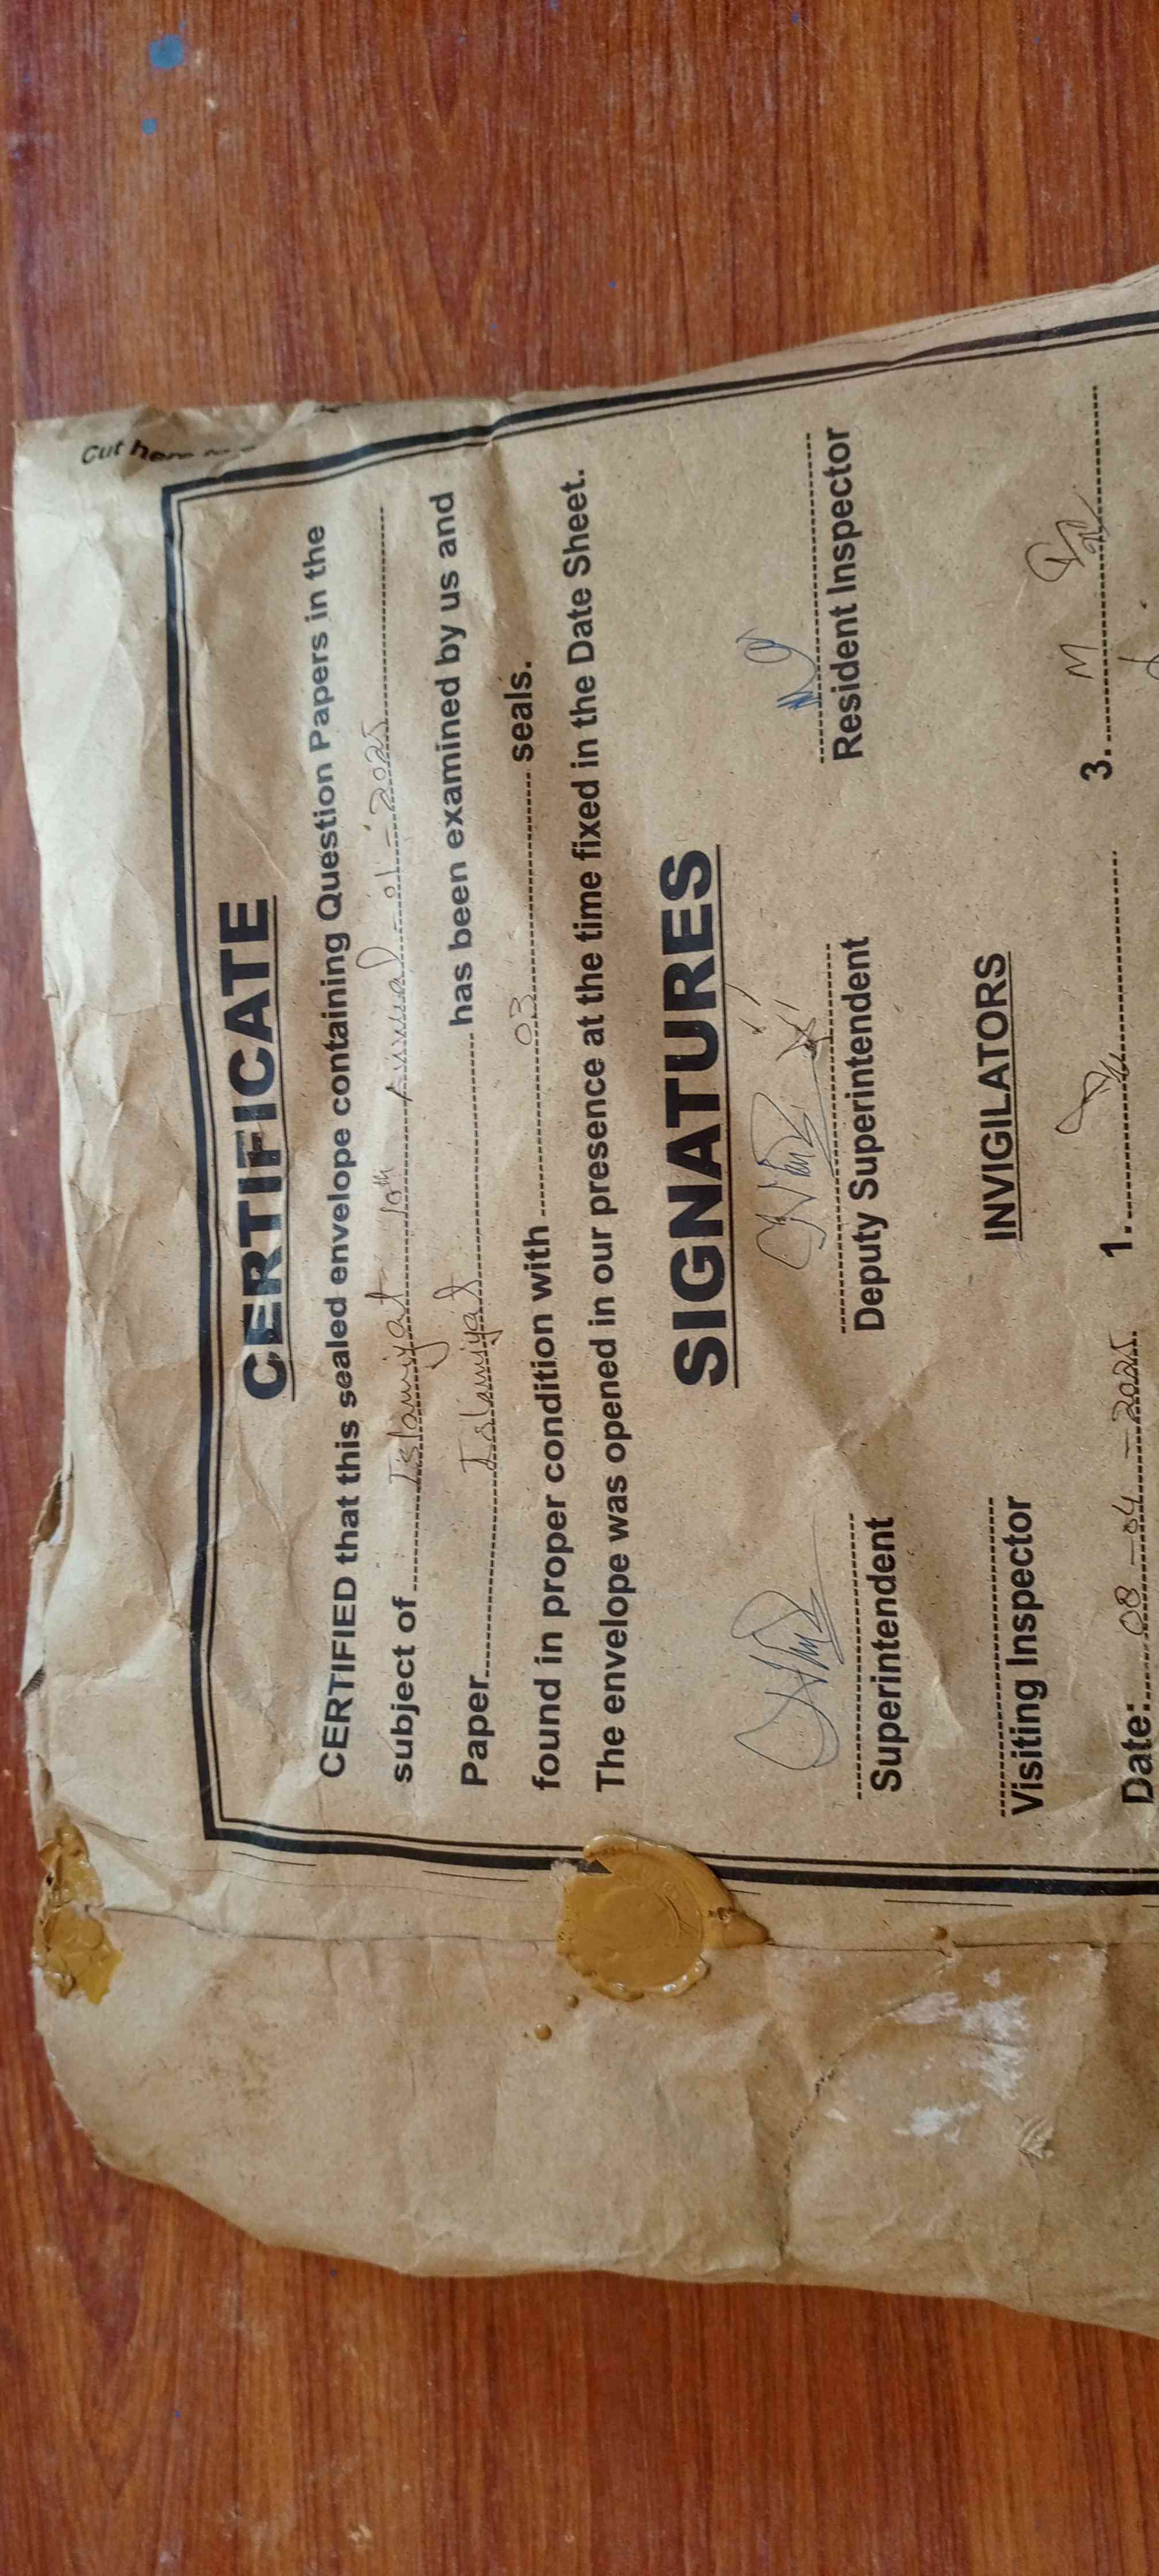 Cut here
CERTIFICATE
CERTIFIED that this sealed envelope containing Question Papers in the
subject of Islamiyat 10th Annual - 01 - 2025
Paper Islamiyat has been examined by us and
found in proper condition with 03 seals.
The envelope was opened in our presence at the time fixed in the Date Sheet.
SIGNATURES
Superintendent Deputy Superintendent Resident Inspector
Visiting Inspector INVIGILATORS
Date: 08 - 04 - 2025 1. 3.